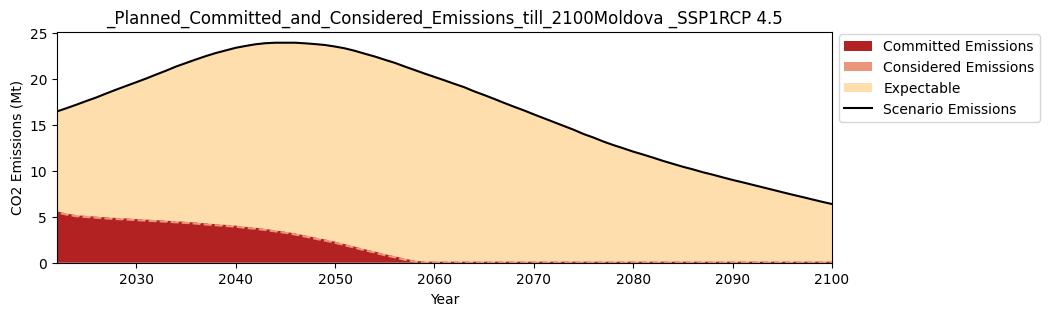 _Planned_Committed_and_Considered_Emissions_till_2100Moldova _SSP1RCP 4.5
CO2 Emissions (Mt)
25
20
15
10
5
0
2030 2040 2050 2060 2070 2080 2090 2100
Year
Committed Emissions
Considered Emissions
Expectable
Scenario Emissions